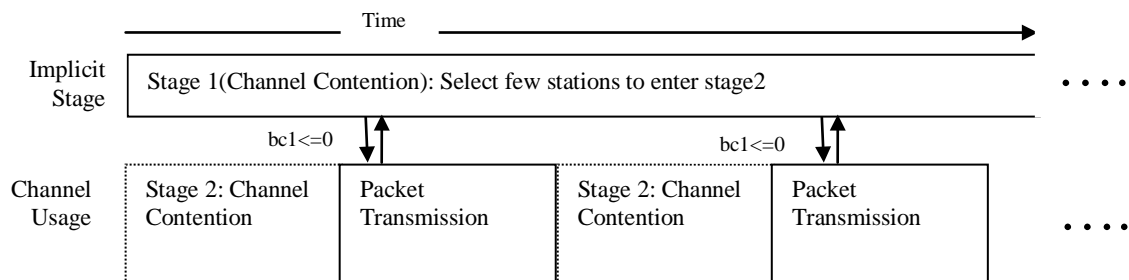 Time
Implicit
Stage
Stage 1(Channel Contention): Select few stations to enter stage2
bc1<=0
bc1<=0
Channel
Usage
Stage 2: Channel
Contention
Packet
Transmission
Stage 2: Channel
Contention
Packet
Transmission